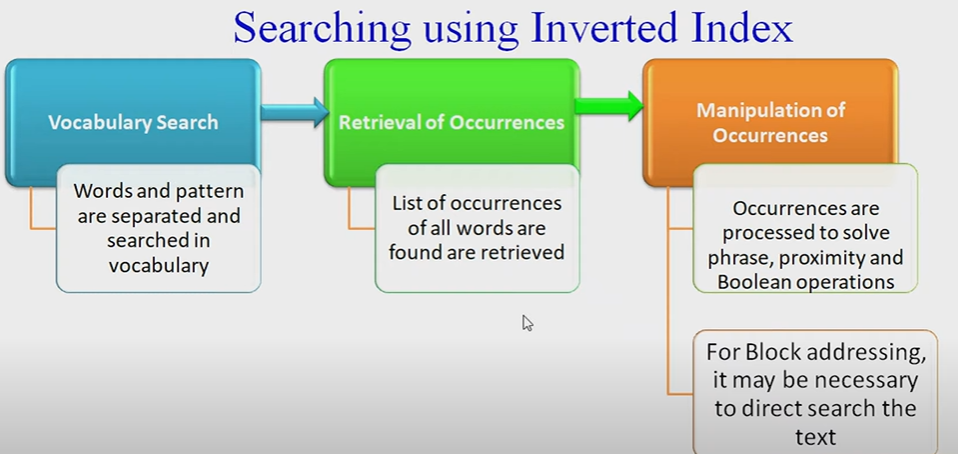 Searching using Inverted Index
Vocabulary Search
Words and pattern
are separated and
searched in
vocabulary
Retrieval of Occurrences
List of occurrences
of all words are
found are retrieved
Manipulation of
Occurrences
Occurrences are
processed to solve
phrase, proximity and
Boolean operations
For Block addressing,
it may be necessary
to direct search the
text